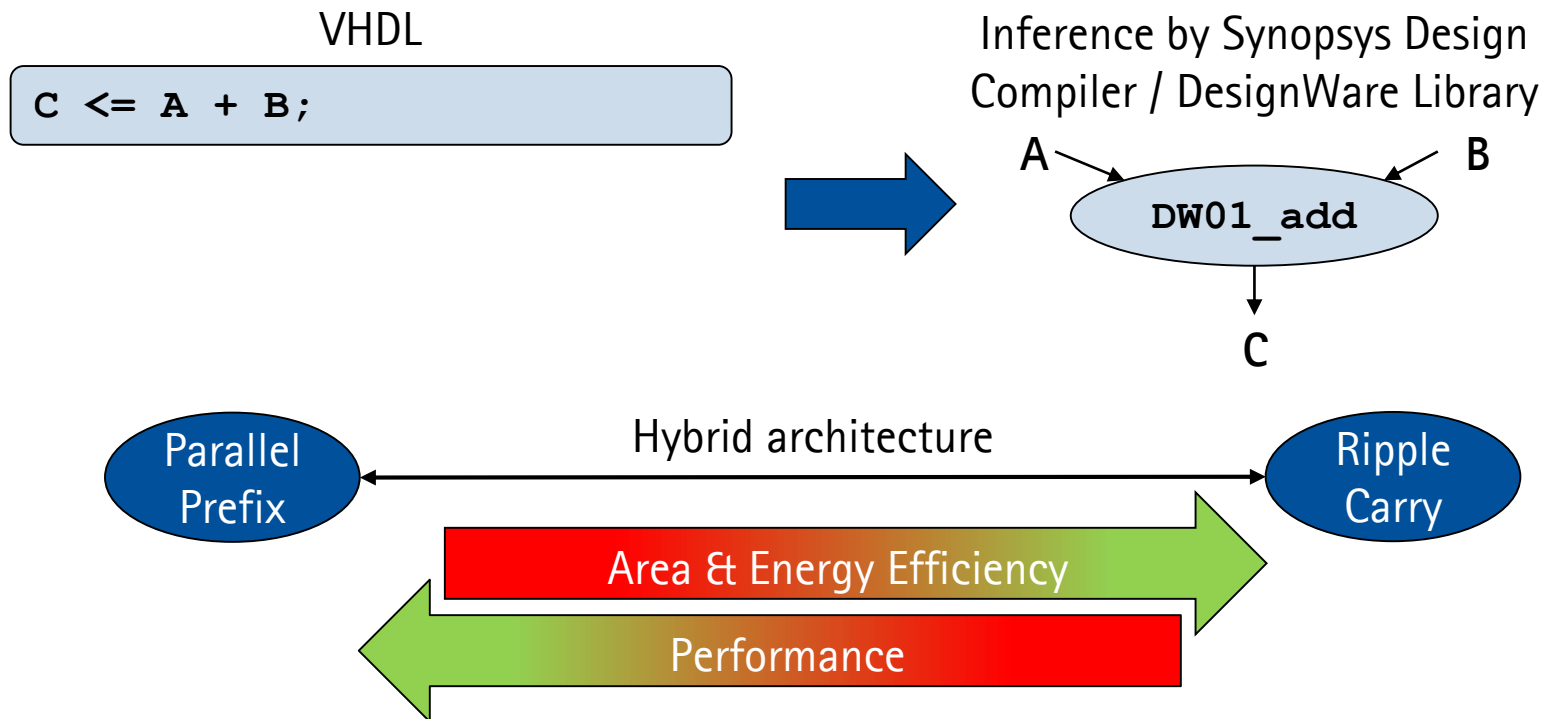 VHDL
C <= A + B;
Inference by Synopsys Design
Compiler / DesignWare Library
A
B
DW01_add
C
Parallel
Prefix
Hybrid architecture
Ripple
Carry
Area & Energy Efficiency
Performance